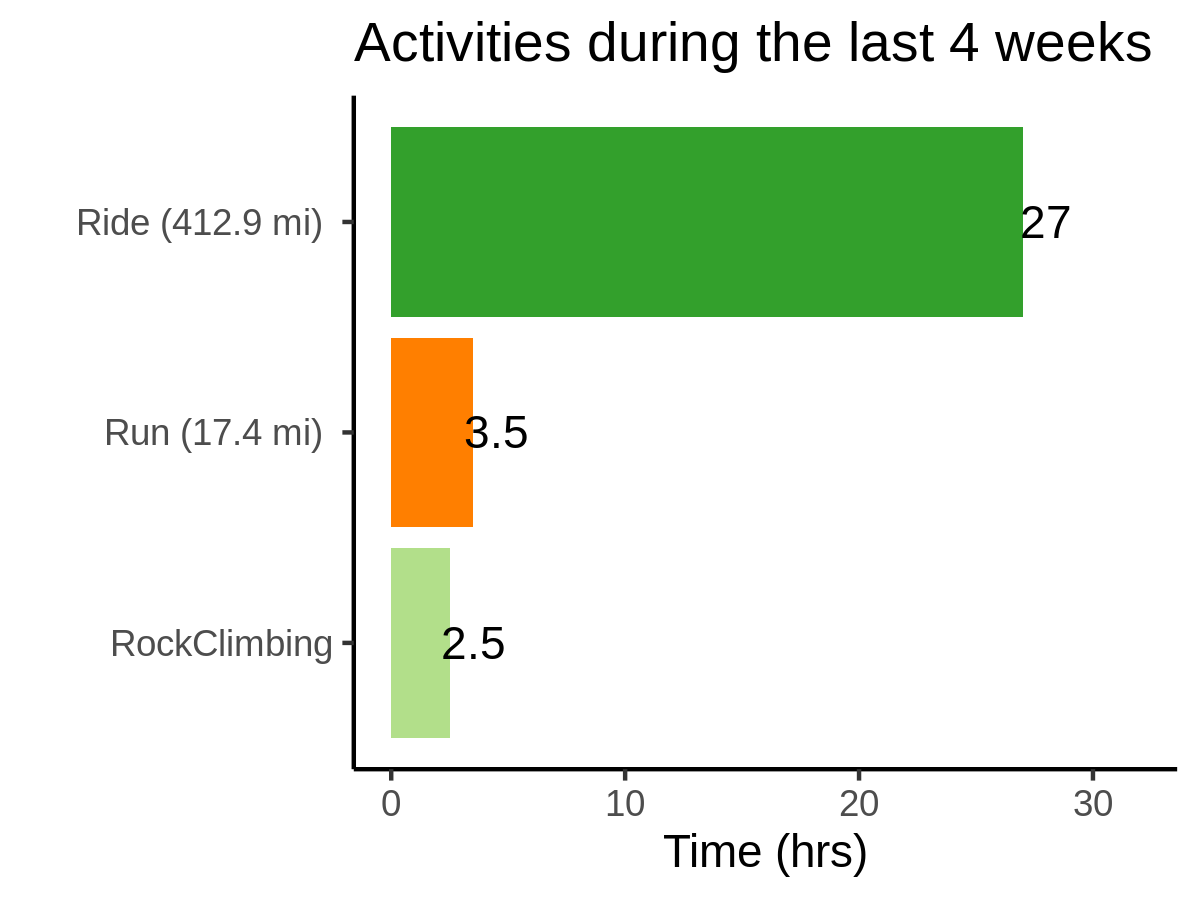 Activities during the last 4 weeks
Ride (412.9 mi)
27
Run (17.4 mi)
3.5
RockClimbing
2.5
0 10 20 30
Time (hrs)